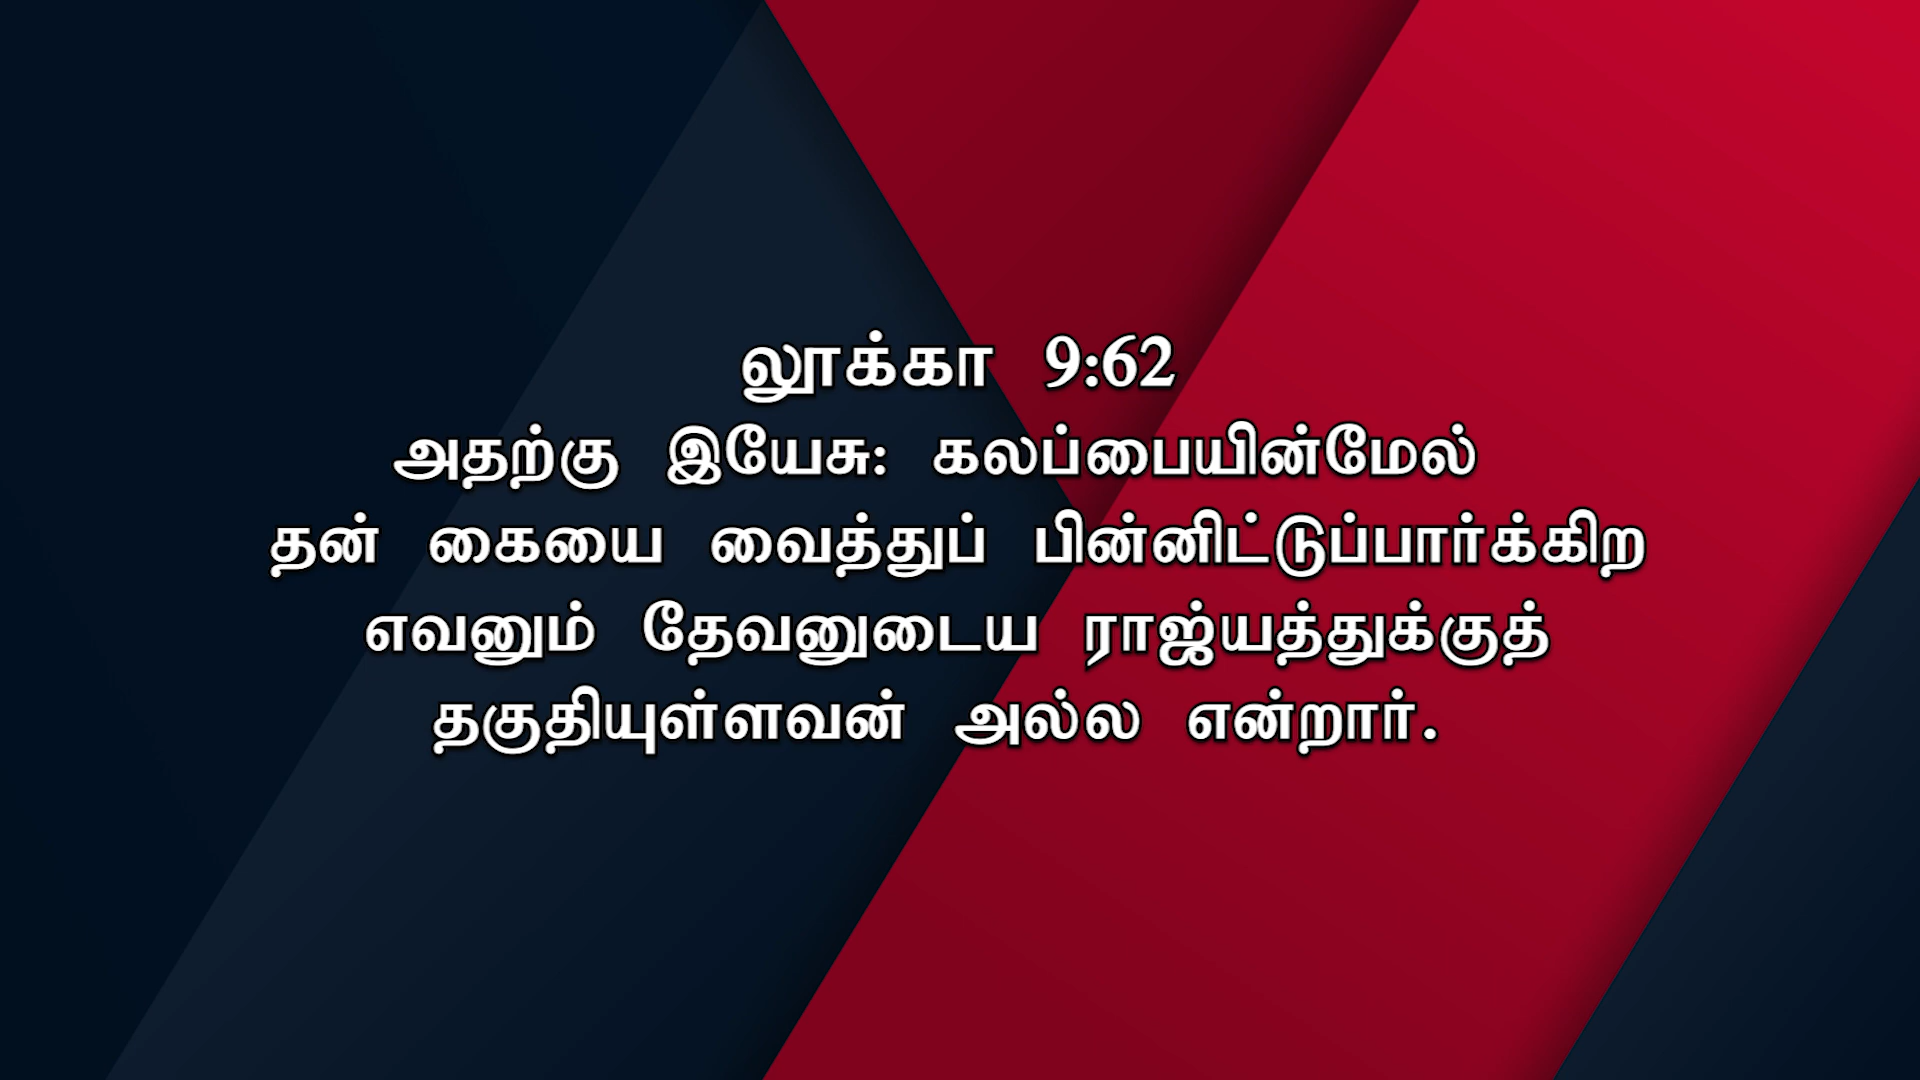 லூக்கா 9:62
அதற்கு இயேசு: கலப்பையின்மேல்
தன் கையை வைத்துப் பின்னிட்டுப்பார்க்கிற
எவனும் தேவனுடைய ராஜ்யத்துக்குத்
தகுதியுள்ளவன் அல்ல என்றார்.